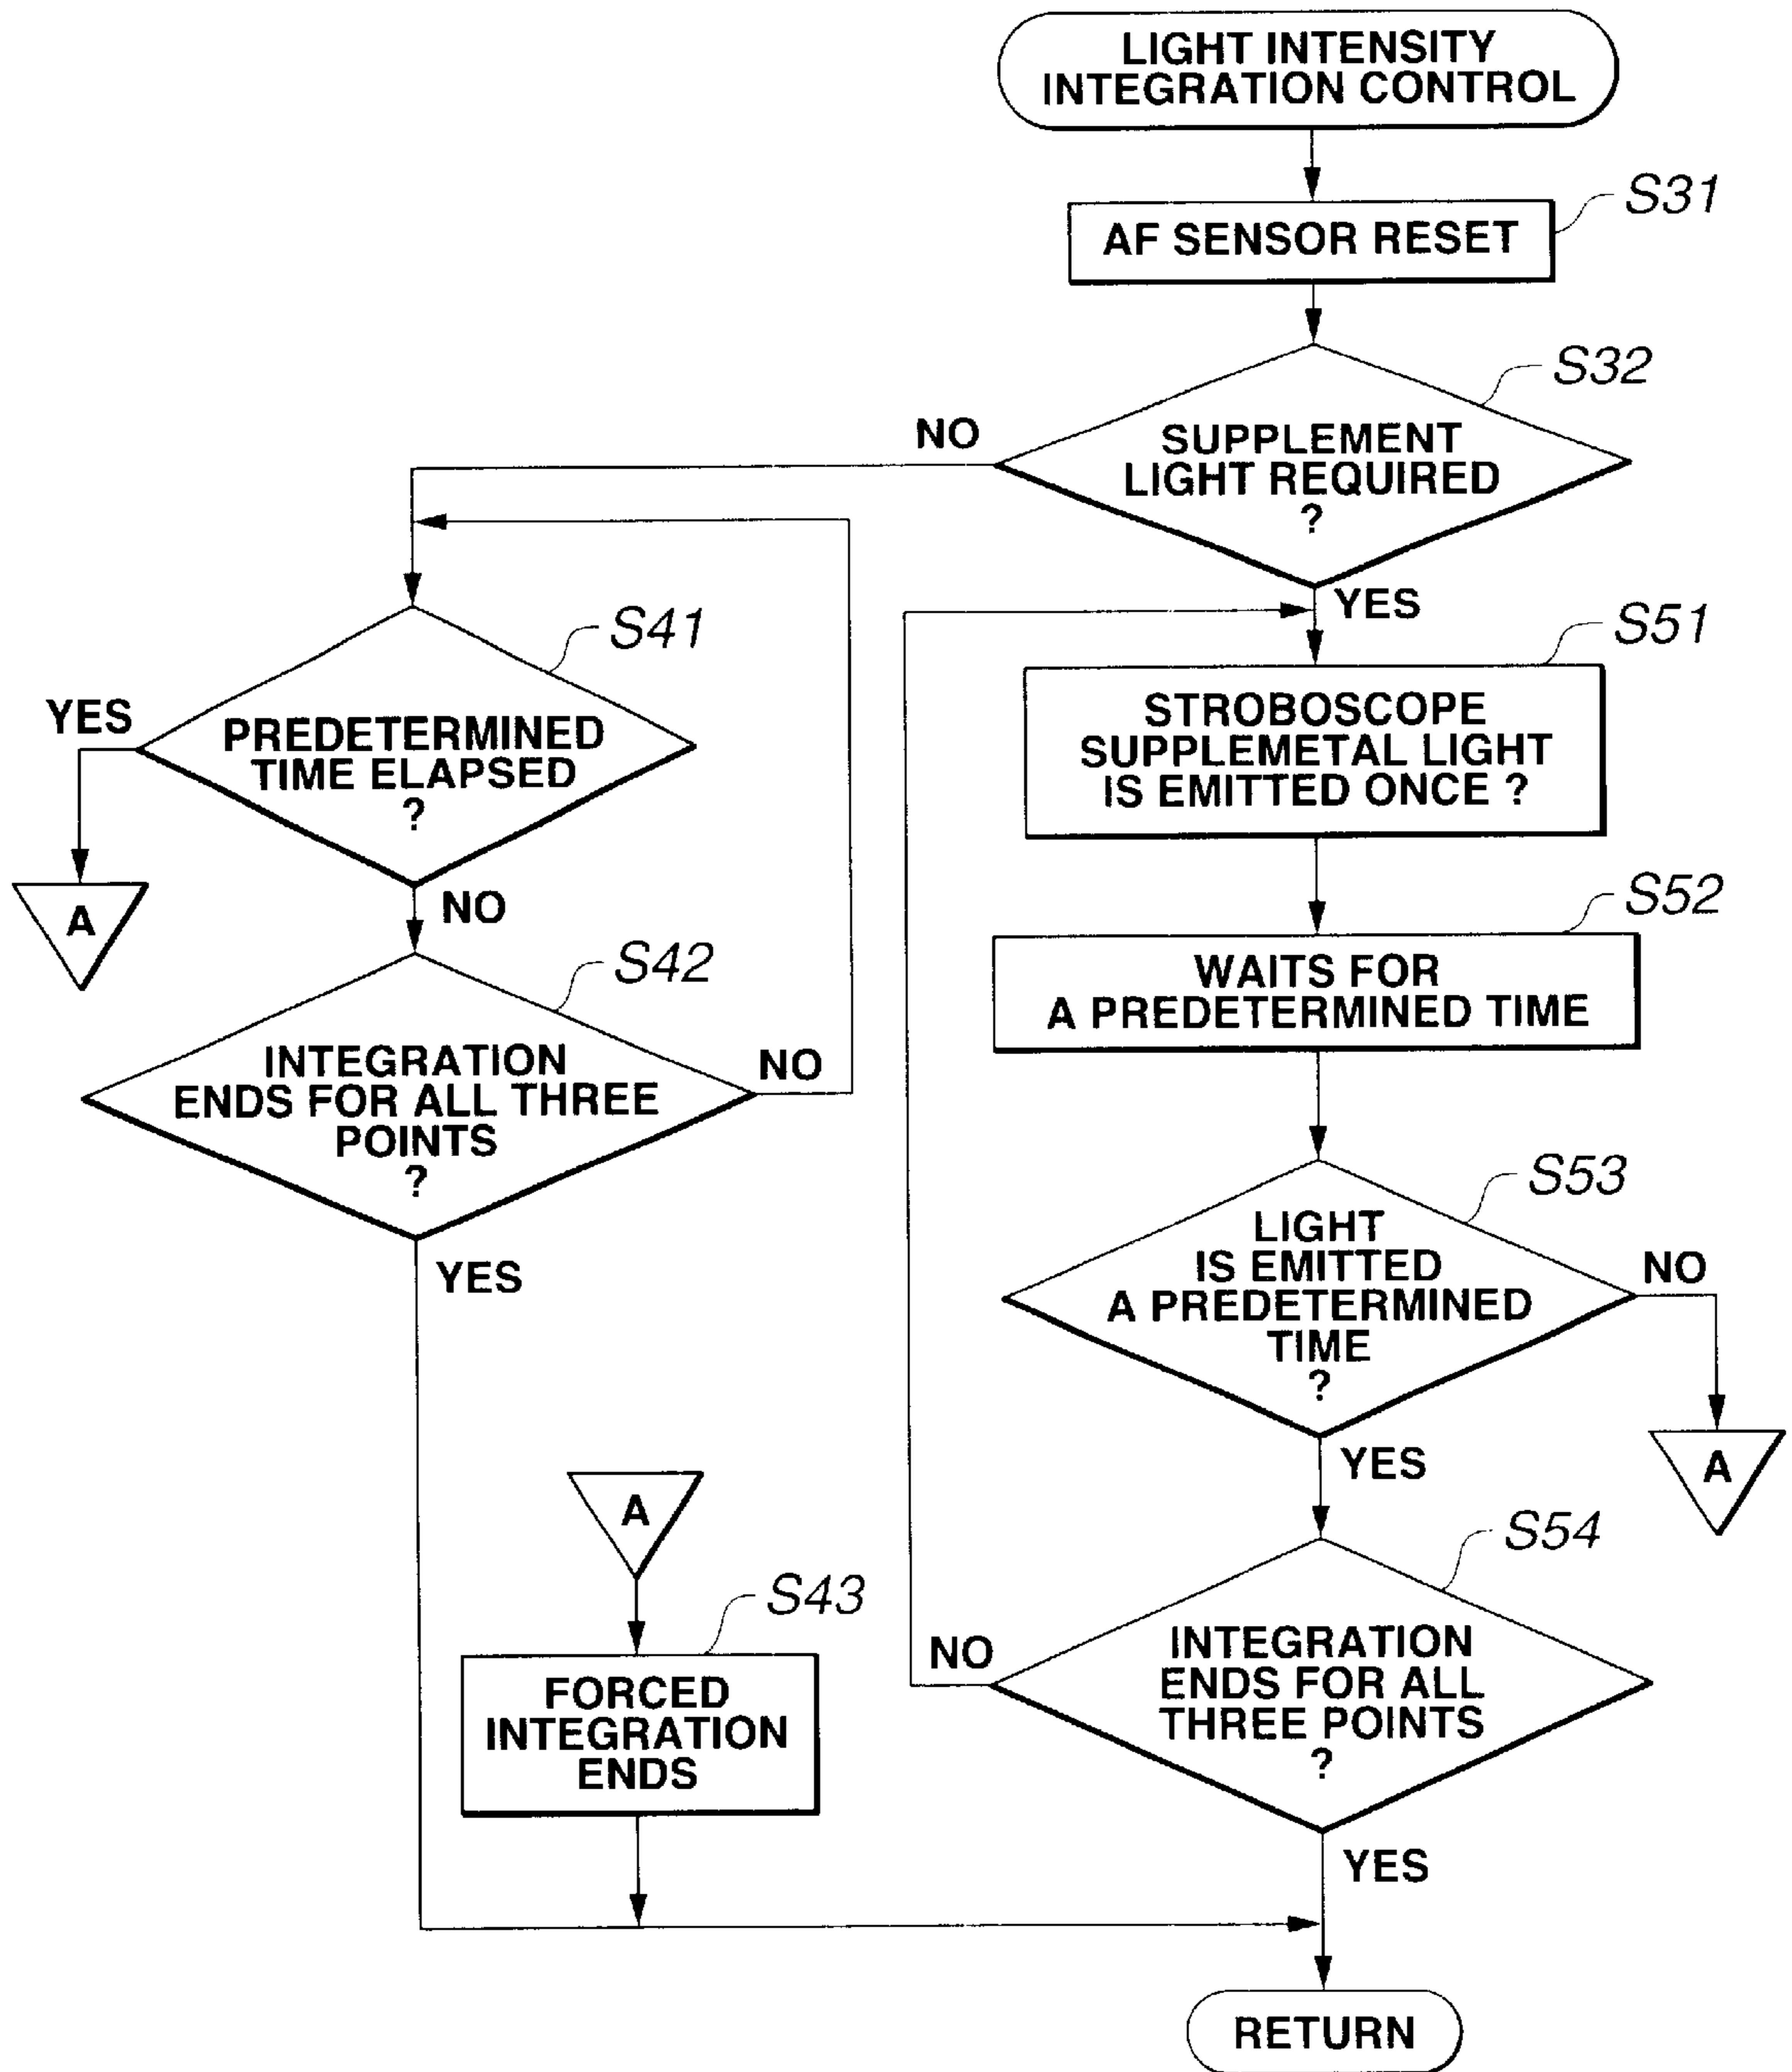 LIGHT INTENSITY
INTEGRATION CONTROL
S31
AF SENSOR RESET
S32
NO
SUPPLEMENT
LIGHT REQUIRED
?
YES
S41
YES
PREDETERMINED
TIME ELAPSED
?
A
NO
S42
INTEGRATION
ENDS FOR ALL THREE
POINTS
?
NO
YES
S51
STROBOSCOPE
SUPPLEMETAL LIGHT
IS EMITTED ONCE ?
S52
WAITS FOR
A PREDETERMINED TIME
S53
LIGHT
IS EMITTED
A PREDETERMINED
TIME
?
NO
A
YES
S54
NO
INTEGRATION
ENDS FOR ALL
THREE POINTS
?
YES
A
S43
FORCED
INTEGRATION
ENDS
RETURN